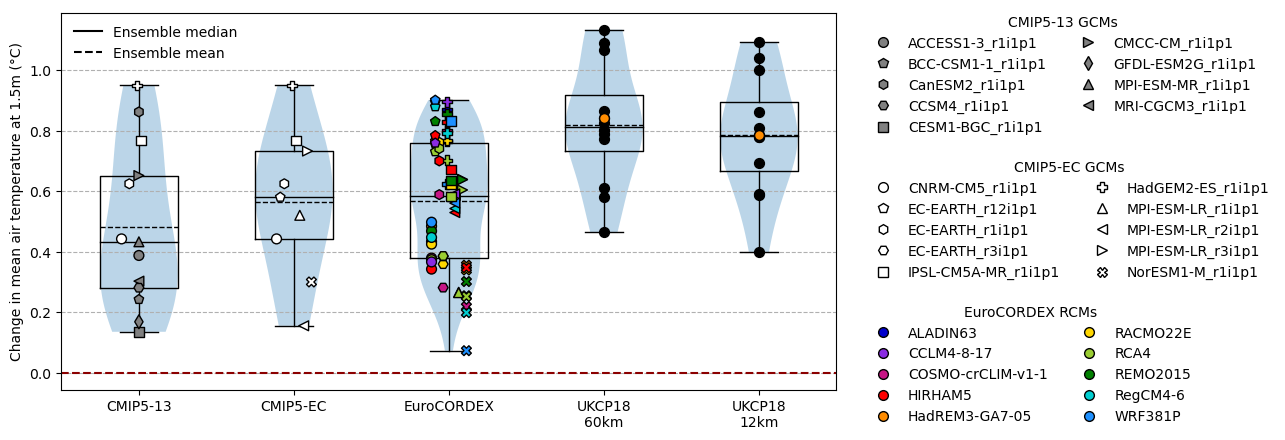 Ensemble median
Ensemble mean
Change in mean air temperature at 1.5m (°C)
1.0
0.8
0.6
0.4
0.2
0.0
CMIP5-13
CMIP5-EC
EuroCORDEX
UKCP18
60km
UKCP18
12km
CMIP5-13 GCMs
ACCESS1-3_r1i1p1
BCC-CSM1-1_r1i1p1
CanESM2_r1i1p1
CCSM4_r1i1p1
CESM1-BGC_r1i1p1
CMCC-CM_r1i1p1
GFDL-ESM2G_r1i1p1
MPI-ESM-MR_r1i1p1
MRI-CGCM3_r1i1p1
CMIP5-EC GCMs
CNRM-CM5_r1i1p1
EC-EARTH_r12i1p1
EC-EARTH_r1i1p1
EC-EARTH_r3i1p1
IPSL-CM5A-MR_r1i1p1
HadGEM2-ES_r1i1p1
MPI-ESM-LR_r1i1p1
MPI-ESM-LR_r2i1p1
MPI-ESM-LR_r3i1p1
NorESM1-M_r1i1p1
EuroCORDEX RCMs
ALADIN63
CCLM4-8-17
COSMO-crCLIM-v1-1
HIRHAM5
HadREM3-GA7-05
RACMO22E
RCA4
REMO2015
RegCM4-6
WRF381P